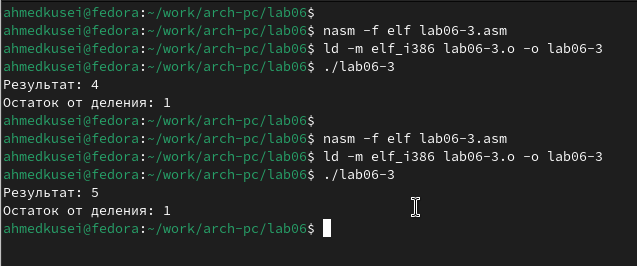 ahmedkusei@fedora:~/work/arch-pc/lab06$
ahmedkusei@fedora:~/work/arch-pc/lab06$ nasm -f elf lab06-3.asm
ahmedkusei@fedora:~/work/arch-pc/lab06$ ld -m elf_i386 lab06-3.o -o lab06-3
ahmedkusei@fedora:~/work/arch-pc/lab06$ ./lab06-3
Результат: 4
Остаток от деления: 1
ahmedkusei@fedora:~/work/arch-pc/lab06$
ahmedkusei@fedora:~/work/arch-pc/lab06$ nasm -f elf lab06-3.asm
ahmedkusei@fedora:~/work/arch-pc/lab06$ ld -m elf_i386 lab06-3.o -o lab06-3
ahmedkusei@fedora:~/work/arch-pc/lab06$ ./lab06-3
Результат: 5
Остаток от деления: 1
ahmedkusei@fedora:~/work/arch-pc/lab06$